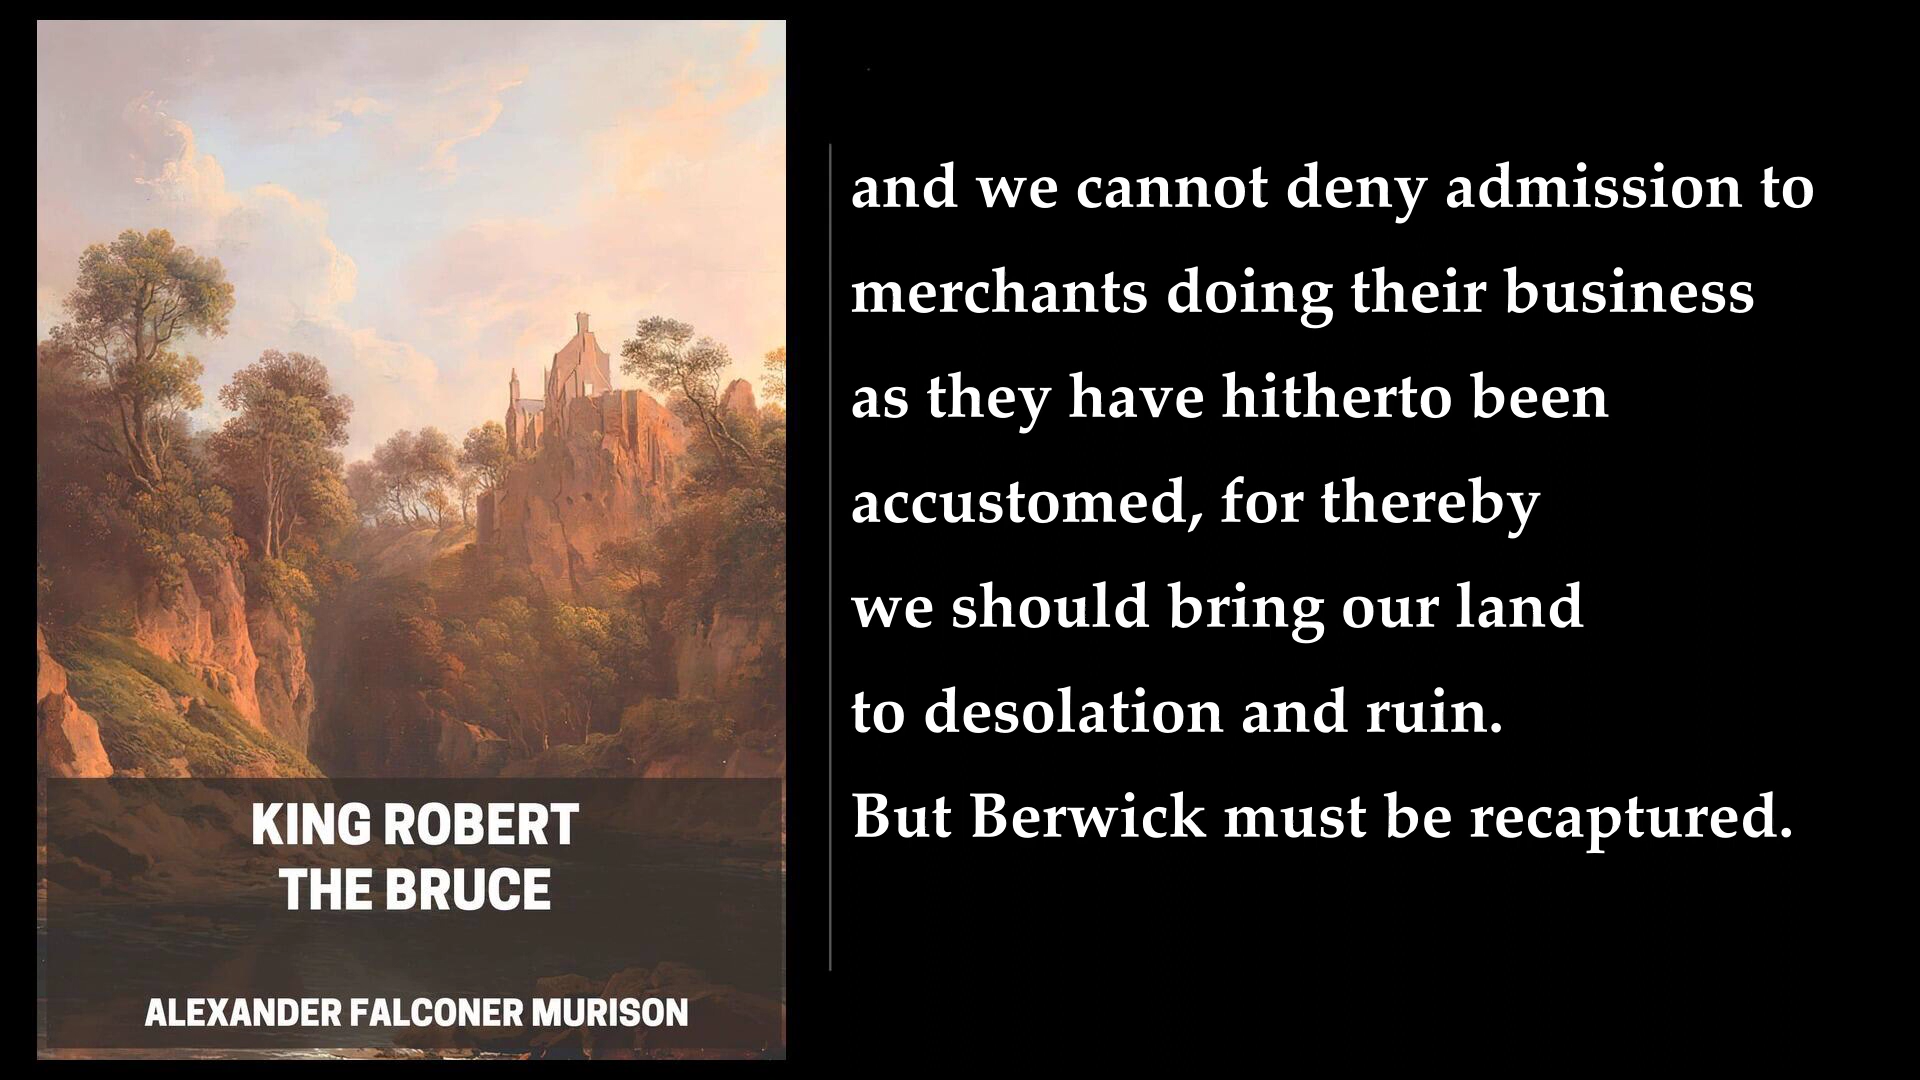 KING ROBERT
THE BRUCE
ALEXANDER FALCONER MURISON
and we cannot deny admission to
merchants doing their business
as they have hitherto been
accustomed, for thereby
we should bring our land
to desolation and ruin.
But Berwick must be recaptured.